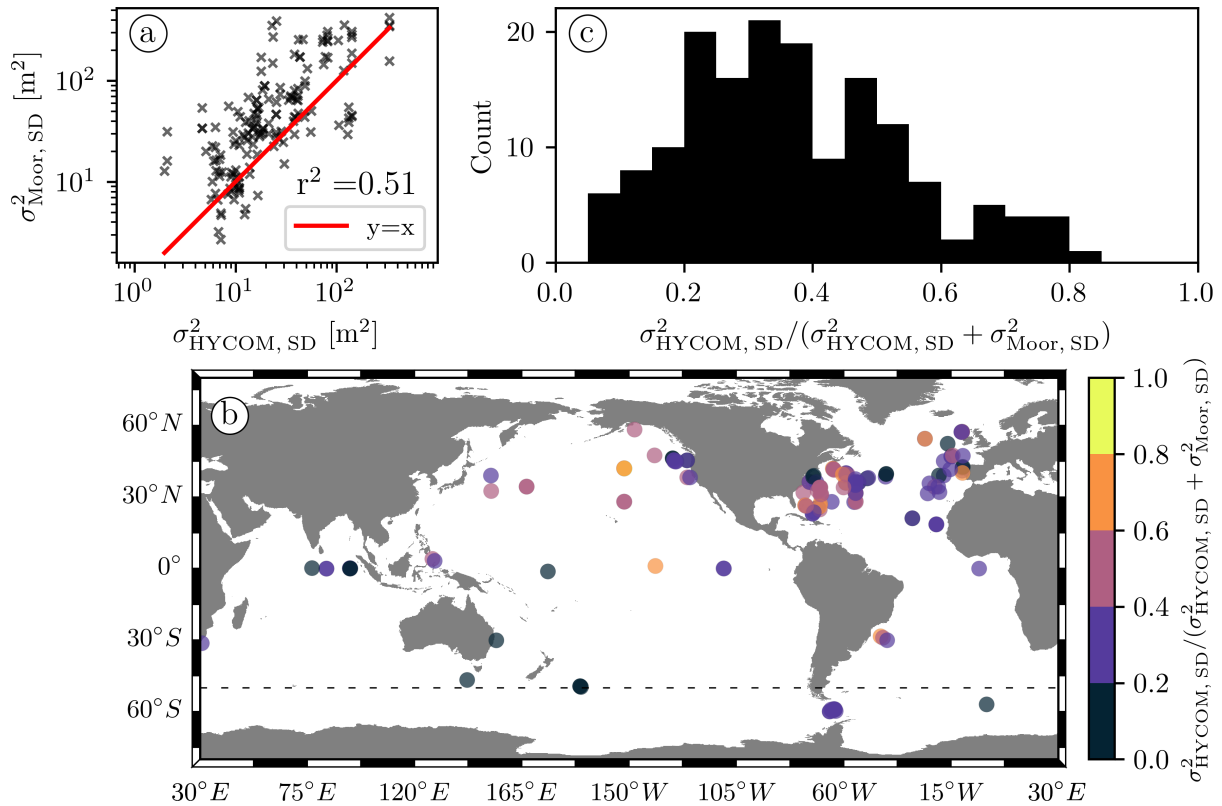 a
σ²Moor, SD [m²]
10²
10¹
r² =0.51
y=x
10⁰ 10¹ 10²
σ²HYCOM, SD [m²]
c
Count
20
10
0
0.0 0.2 0.4 0.6 0.8 1.0
σ²HYCOM, SD/(σ²HYCOM, SD + σ²Moor, SD)
b
60°N
30°N
0°
30°S
60°S
30°E 75°E 120°E 165°E 150°W 105°W 60°W 15°W 30°E
1.0
0.8
0.6
0.4
0.2
0.0
σ²HYCOM, SD/(σ²HYCOM, SD + σ²Moor, SD)